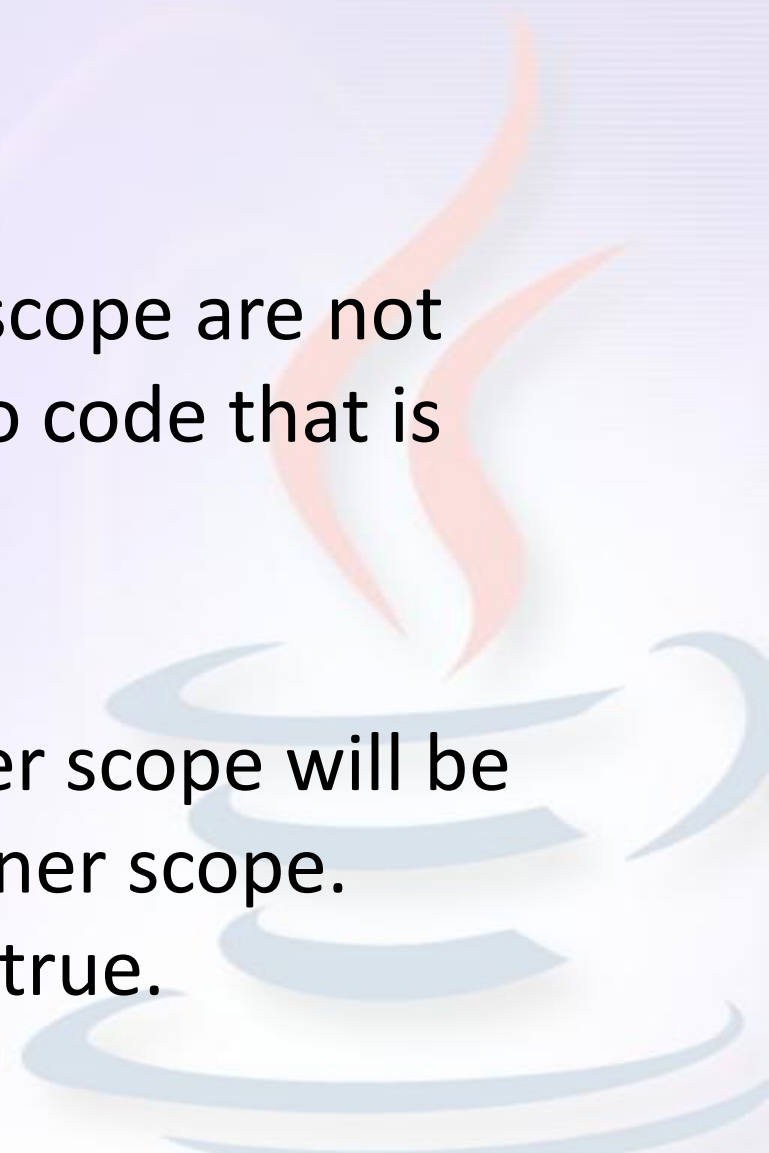 scope are not
o code that is
er scope will be
ner scope.
true.